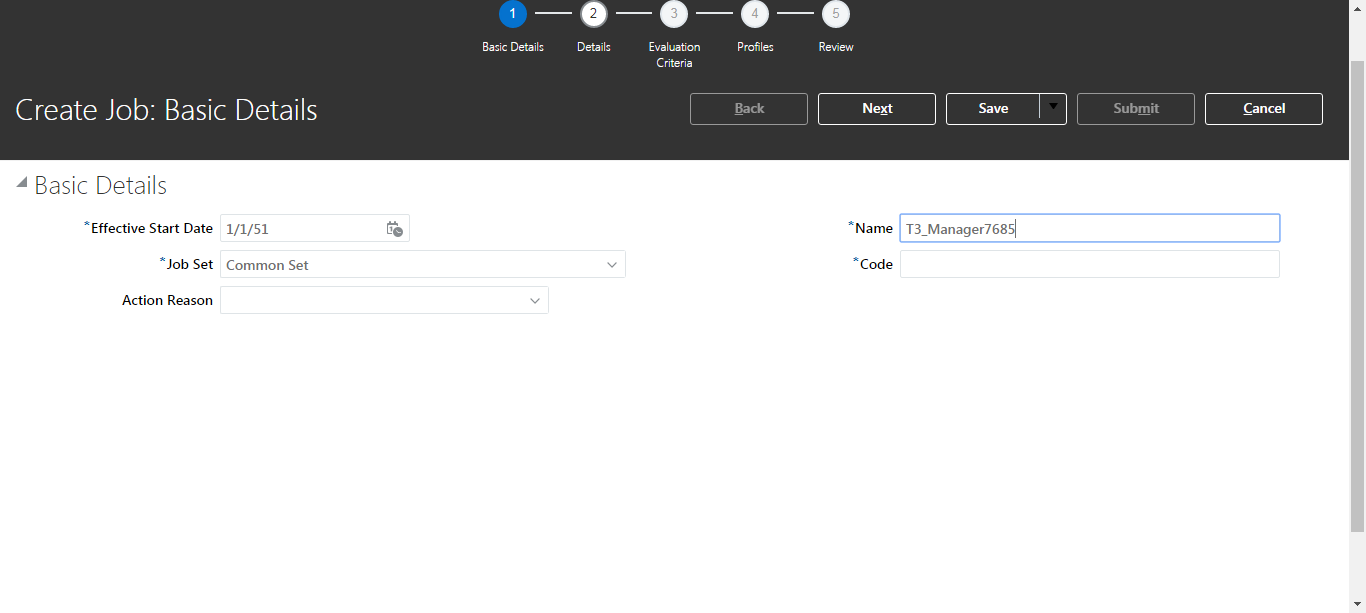 1 2 3 4 5
Basic Details Details Evaluation Criteria Profiles Review
Create Job: Basic Details
Back Next Save Submit Cancel
Basic Details
*Effective Start Date 1/1/51
*Name T3_Manager7685
*Job Set Common Set
*Code
Action Reason